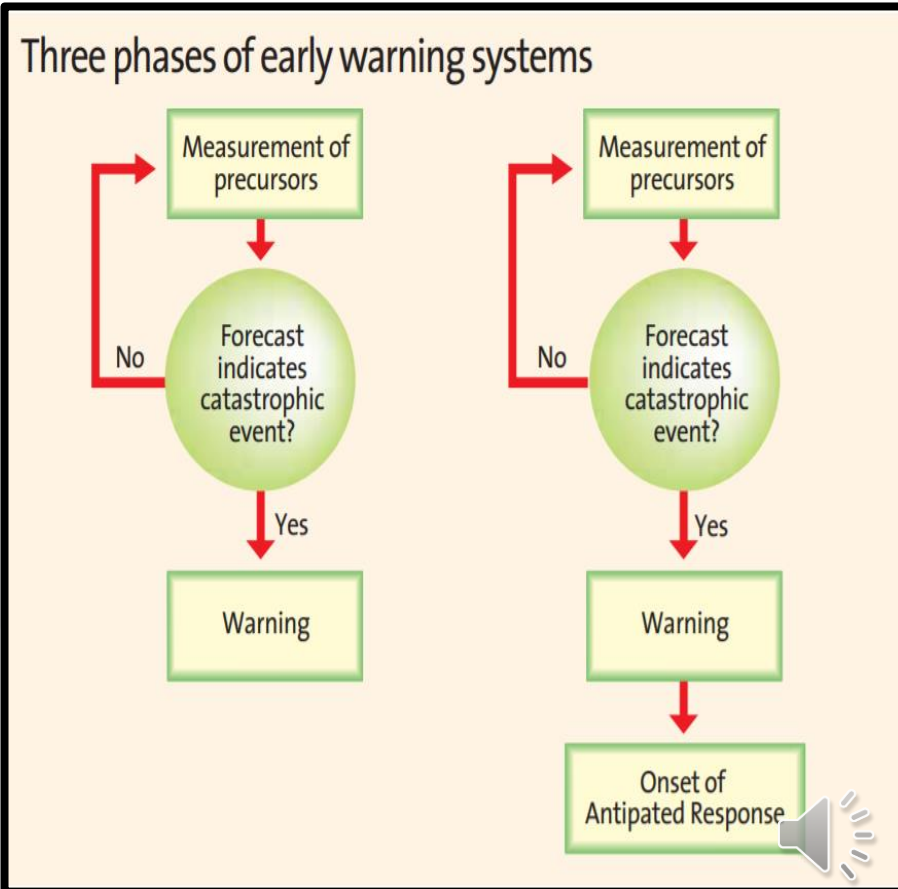 Three phases of early warning systems
Measurement of
precursors
No
Forecast
indicates
catastrophic
event?
Yes
Warning
Measurement of
precursors
No
Forecast
indicates
catastrophic
event?
Yes
Warning
Onset of
Antipated Response